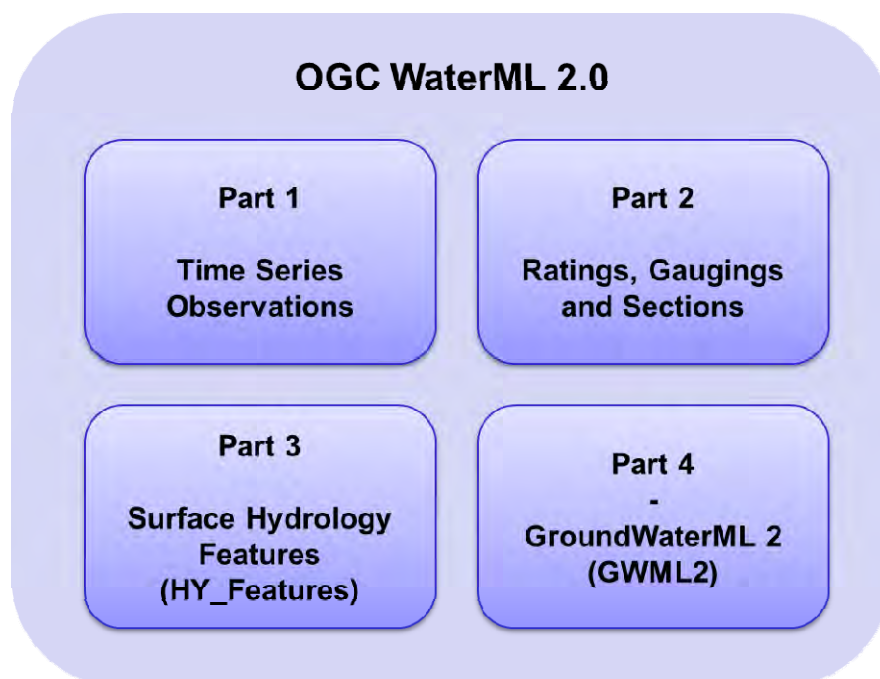 OGC WaterML 2.0
Part 1
Time Series
Observations
Part 2
Ratings, Gaugings
and Sections
Part 3
Surface Hydrology
Features
(HY_Features)
Part 4
-
GroundWaterML 2
(GWML2)